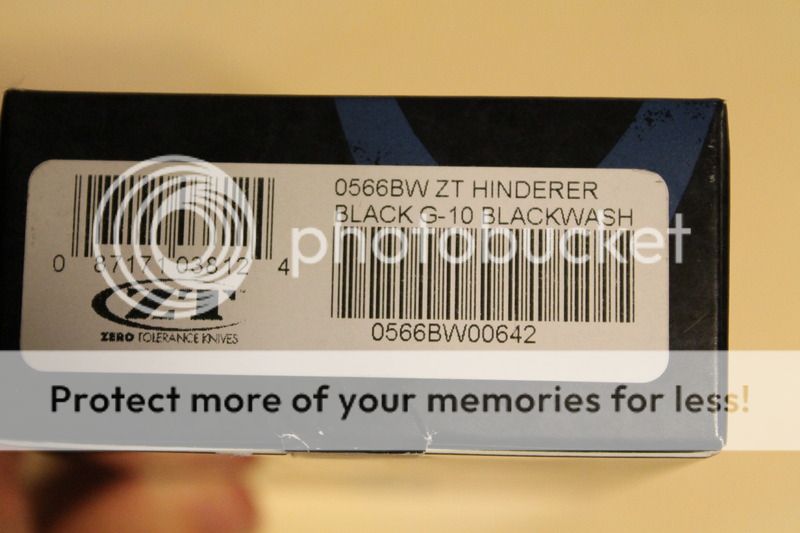 0566BW ZT HINDERER
BLACK G-10 BLACKWASH
0 87171 03812 4
0566BW00642
ZT
ZERO TOLERANCE KNIVES
photobucket
Protect more of your memories for less!